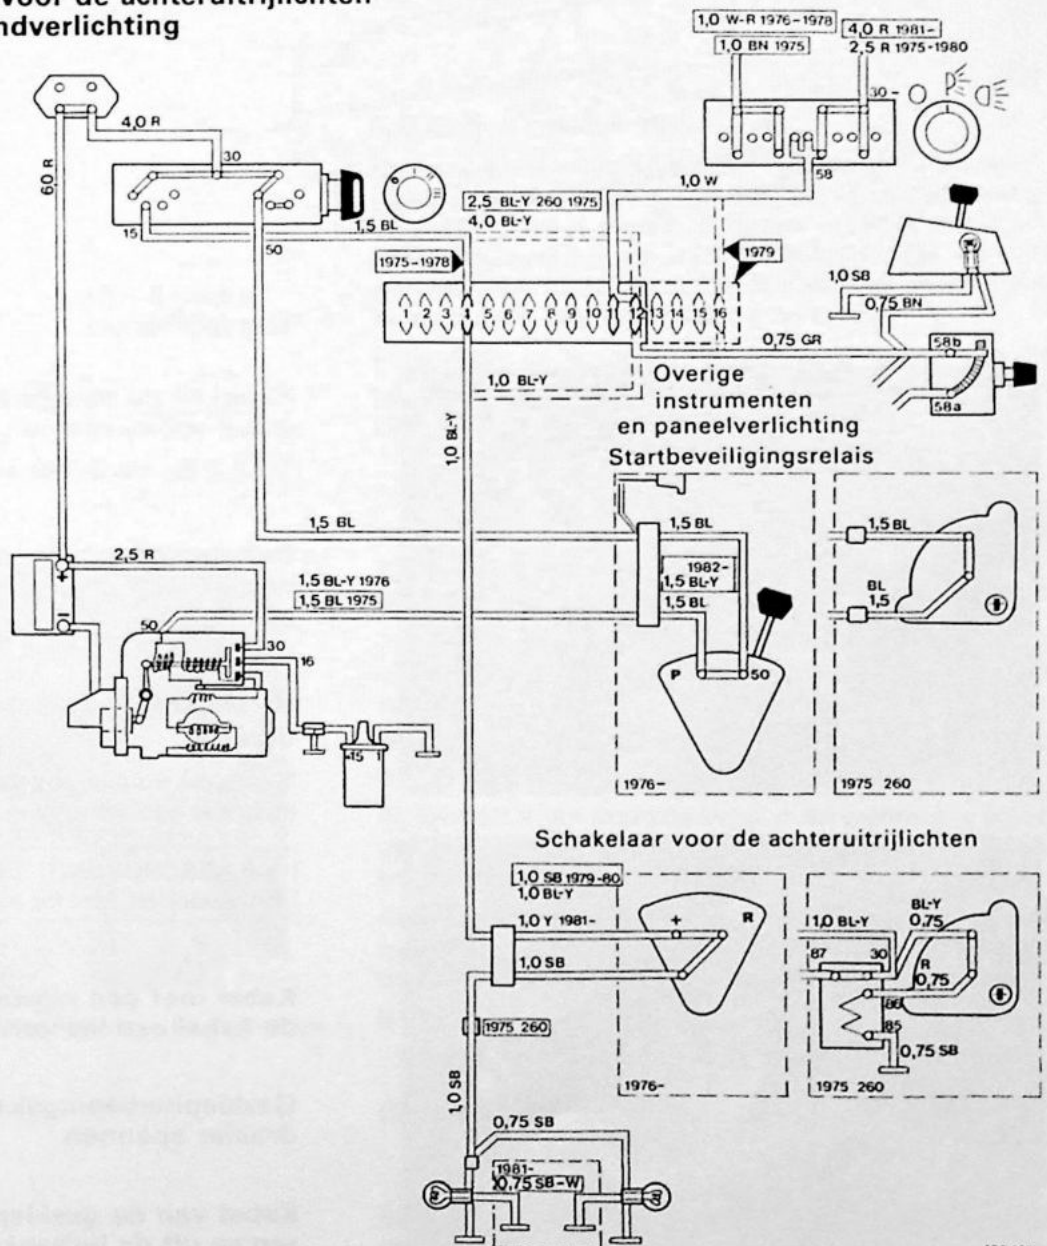 voor de achteruitrijlichten
ndverlichting
1,0 W-R 1976-1978
1,0 BN 1975
4,0 R 1981-
2,5 R 1975-1980
30-
58
4,0 R
60 R
30
15
50
1,5 BL
1,0 W
2,5 BL-Y 260 1975
4,0 BL-Y
1975-1978
1979
1,0 SB
0,75 BN
1 2 3 4 5 6 7 8 9 10 11 12 13 14 15 16
0,75 GR
58b
58a
1,0 BL-Y
1,0 BL-Y
Overige
instrumenten
en paneelverlichting
Startbeveiligingsrelais
1,5 BL
2,5 R
+
-
1,5 BL-Y 1976
1,5 BL 1975
50
30
16
15 1
1,5 BL
1982-
1,5 BL-Y
1,5 BL
P 50
1976-
1,5 BL
BL
1,5
1975 260
Schakelaar voor de achteruitrijlichten
1,0 SB 1979-80
1,0 BL-Y
1,0 Y 1981-
1,0 SB
+ R
1976-
1,0 BL-Y
BL-Y
0,75
87 30
R
0,75
86
85
0,75 SB
1975 260
1975 260
1,0 SB
0,75 SB
1981-
0,75 SB-W